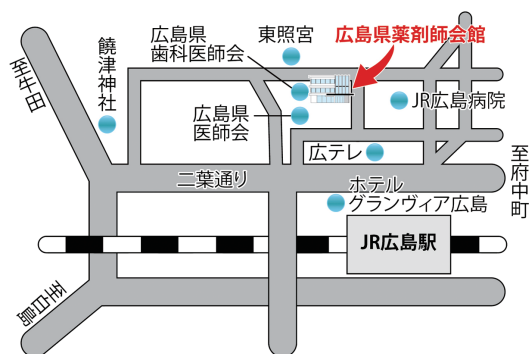 広島県
歯科医師会
東照宮
広島県薬剤師会館
至牛田
饒津神社
広島県
医師会
JR広島病院
広テレ
至府中町
二葉通り
ホテル
グランヴィア広島
JR広島駅
至白島